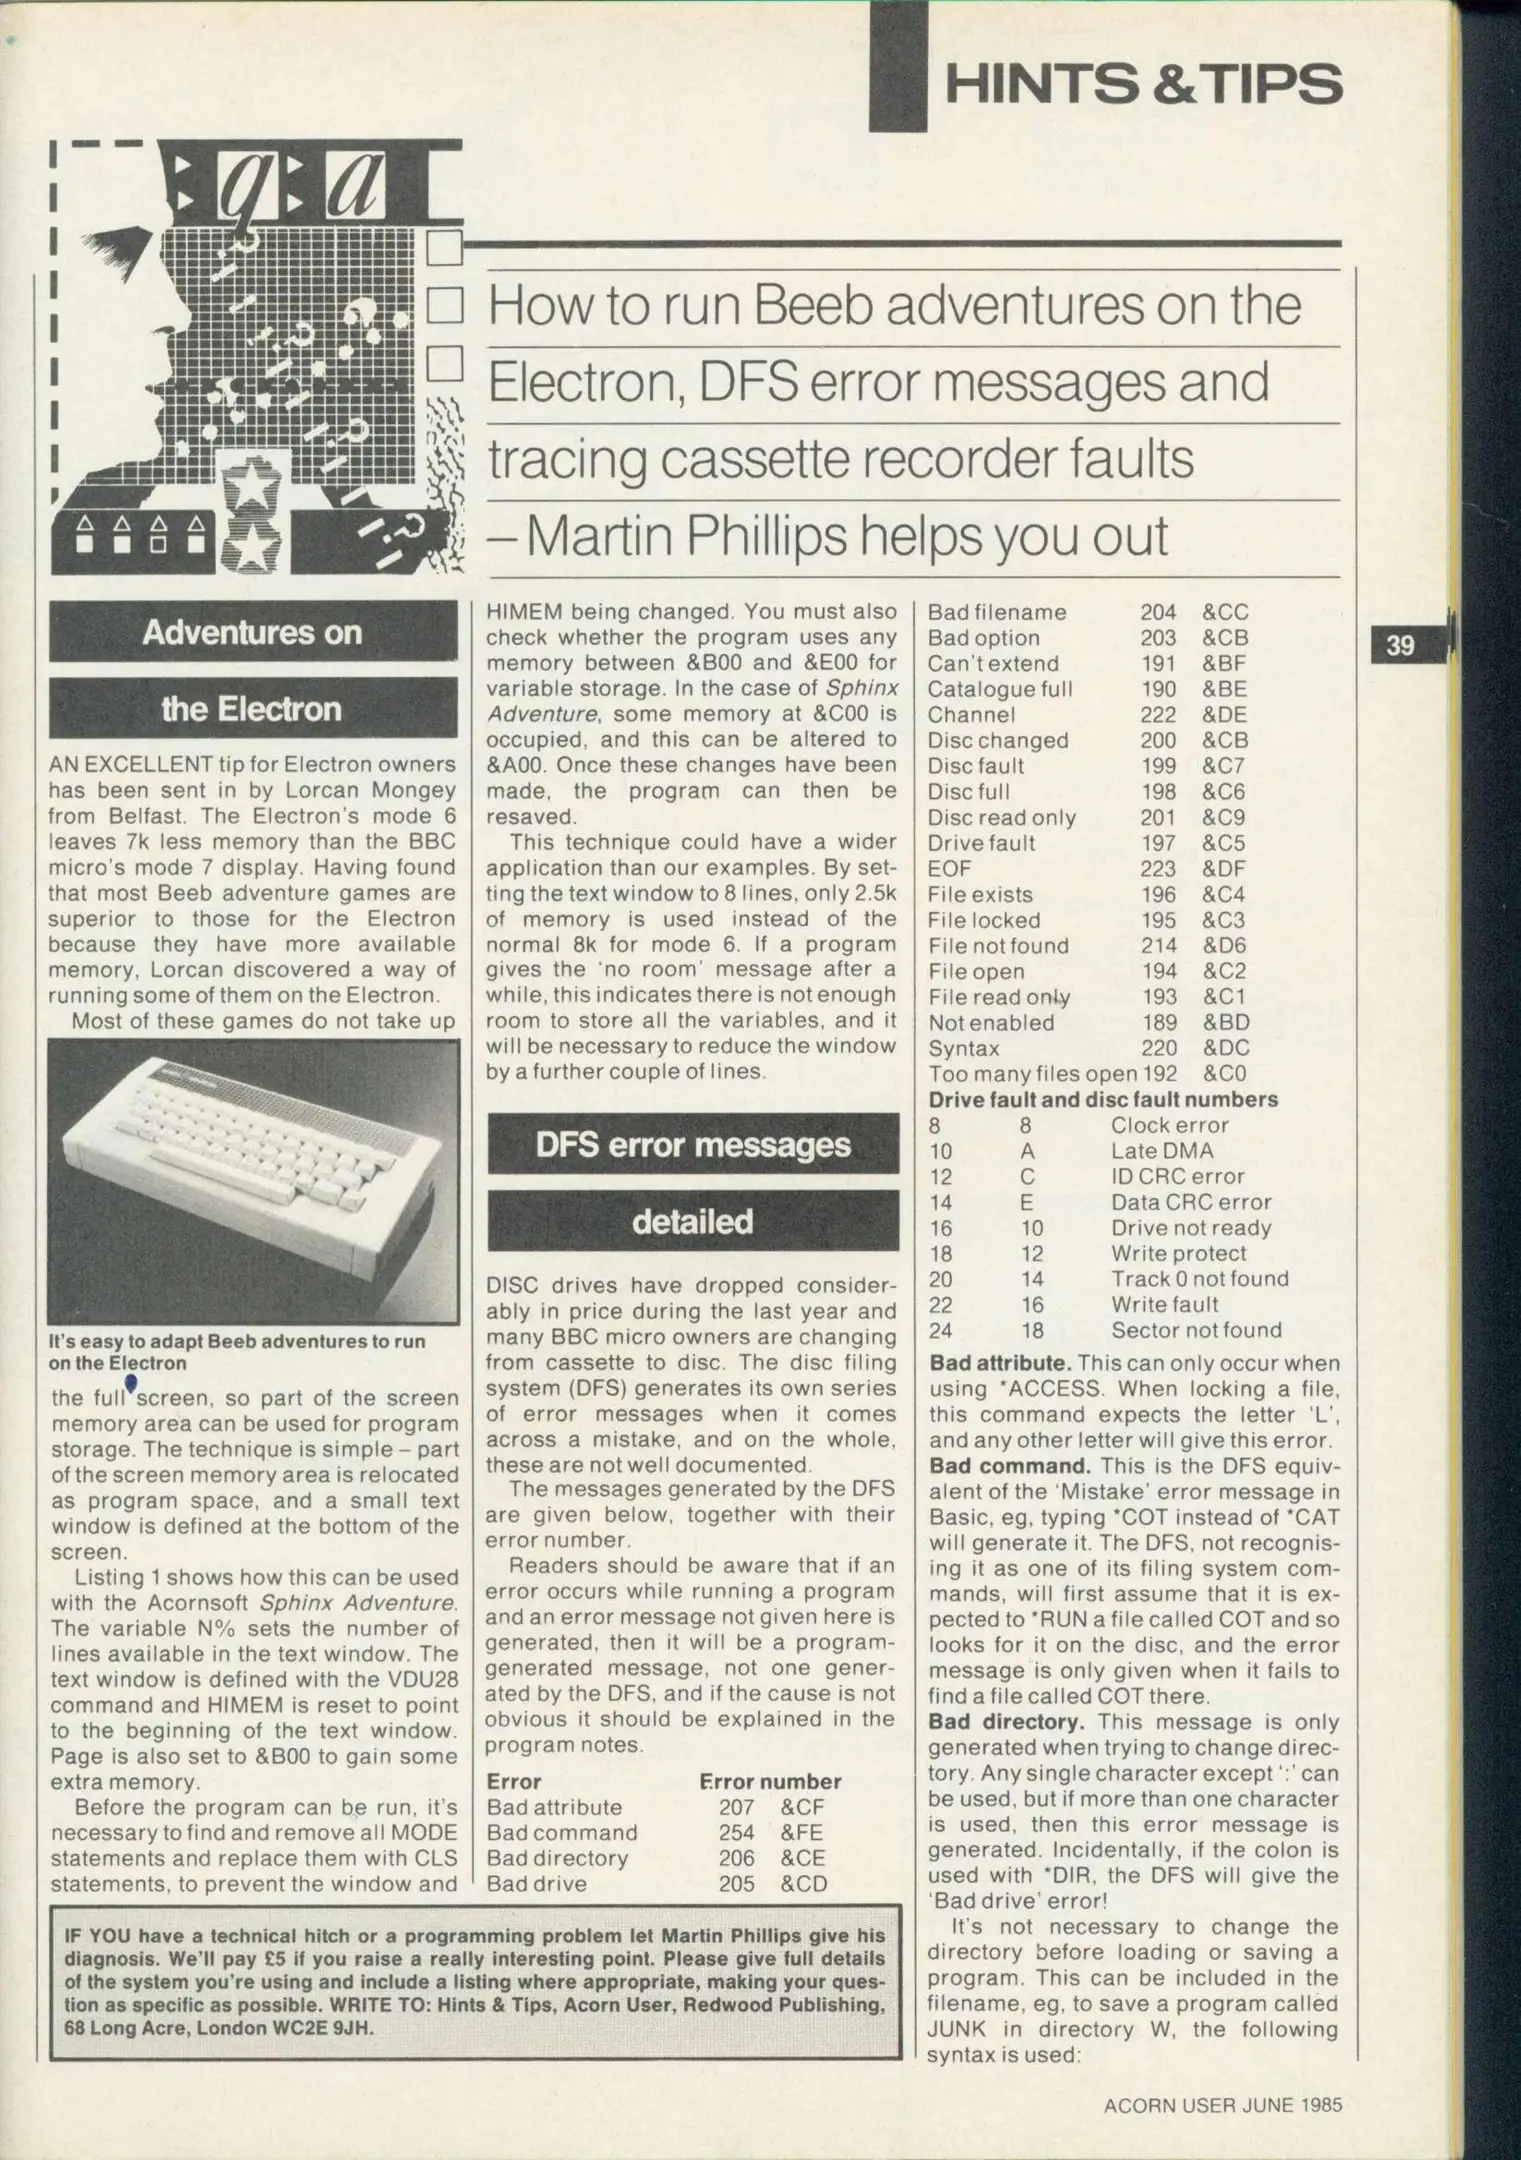 HINTS & TIPS
q a
How to run Beeb adventures on the
Electron, DFS error messages and
tracing cassette recorder faults
– Martin Phillips helps you out
Adventures on
the Electron
AN EXCELLENT tip for Electron owners
has been sent in by Lorcan Mongey
from Belfast. The Electron's mode 6
leaves 7k less memory than the BBC
micro's mode 7 display. Having found
that most Beeb adventure games are
superior to those for the Electron
because they have more available
memory, Lorcan discovered a way of
running some of them on the Electron.
Most of these games do not take up
It's easy to adapt Beeb adventures to run
on the Electron
the full screen, so part of the screen
memory area can be used for program
storage. The technique is simple – part
of the screen memory area is relocated
as program space, and a small text
window is defined at the bottom of the
screen.
Listing 1 shows how this can be used
with the Acornsoft Sphinx Adventure.
The variable N% sets the number of
lines available in the text window. The
text window is defined with the VDU28
command and HIMEM is reset to point
to the beginning of the text window.
Page is also set to &B00 to gain some
extra memory.
Before the program can be run, it's
necessary to find and remove all MODE
statements and replace them with CLS
statements, to prevent the window and
HIMEM being changed. You must also
check whether the program uses any
memory between &B00 and &E00 for
variable storage. In the case of Sphinx
Adventure, some memory at &C00 is
occupied, and this can be altered to
&A00. Once these changes have been
made, the program can then be
resaved.
This technique could have a wider
application than our examples. By set-
ting the text window to 8 lines, only 2.5k
of memory is used instead of the
normal 8k for mode 6. If a program
gives the 'no room' message after a
while, this indicates there is not enough
room to store all the variables, and it
will be necessary to reduce the window
by a further couple of lines.
DFS error messages
detailed
DISC drives have dropped consider-
ably in price during the last year and
many BBC micro owners are changing
from cassette to disc. The disc filing
system (DFS) generates its own series
of error messages when it comes
across a mistake, and on the whole,
these are not well documented.
The messages generated by the DFS
are given below, together with their
error number.
Readers should be aware that if an
error occurs while running a program
and an error message not given here is
generated, then it will be a program-
generated message, not one gener-
ated by the DFS, and if the cause is not
obvious it should be explained in the
program notes.
Error Error number
Bad attribute 207 &CF
Bad command 254 &FE
Bad directory 206 &CE
Bad drive 205 &CD
Bad filename 204 &CC
Bad option 203 &CB
Can't extend 191 &BF
Catalogue full 190 &BE
Channel 222 &DE
Disc changed 200 &CB
Disc fault 199 &C7
Disc full 198 &C6
Disc read only 201 &C9
Drive fault 197 &C5
EOF 223 &DF
File exists 196 &C4
File locked 195 &C3
File not found 214 &D6
File open 194 &C2
File read only 193 &C1
Not enabled 189 &BD
Syntax 220 &DC
Too many files open 192 &C0
Drive fault and disc fault numbers
8 8 Clock error
10 A Late DMA
12 C ID CRC error
14 E Data CRC error
16 10 Drive not ready
18 12 Write protect
20 14 Track 0 not found
22 16 Write fault
24 18 Sector not found
Bad attribute. This can only occur when
using *ACCESS. When locking a file,
this command expects the letter 'L',
and any other letter will give this error.
Bad command. This is the DFS equiv-
alent of the 'Mistake' error message in
Basic, eg, typing *COT instead of *CAT
will generate it. The DFS, not recognis-
ing it as one of its filing system com-
mands, will first assume that it is ex-
pected to *RUN a file called COT and so
looks for it on the disc, and the error
message is only given when it fails to
find a file called COT there.
Bad directory. This message is only
generated when trying to change direc-
tory. Any single character except ':' can
be used, but if more than one character
is used, then this error message is
generated. Incidentally, if the colon is
used with *DIR, the DFS will give the
'Bad drive' error!
It's not necessary to change the
directory before loading or saving a
program. This can be included in the
filename, eg, to save a program called
JUNK in directory W, the following
syntax is used:
IF YOU have a technical hitch or a programming problem let Martin Phillips give his
diagnosis. We'll pay £5 if you raise a really interesting point. Please give full details
of the system you're using and include a listing where appropriate, making your ques-
tion as specific as possible. WRITE TO: Hints & Tips, Acorn User, Redwood Publishing,
68 Long Acre, London WC2E 9JH.
39
ACORN USER JUNE 1985